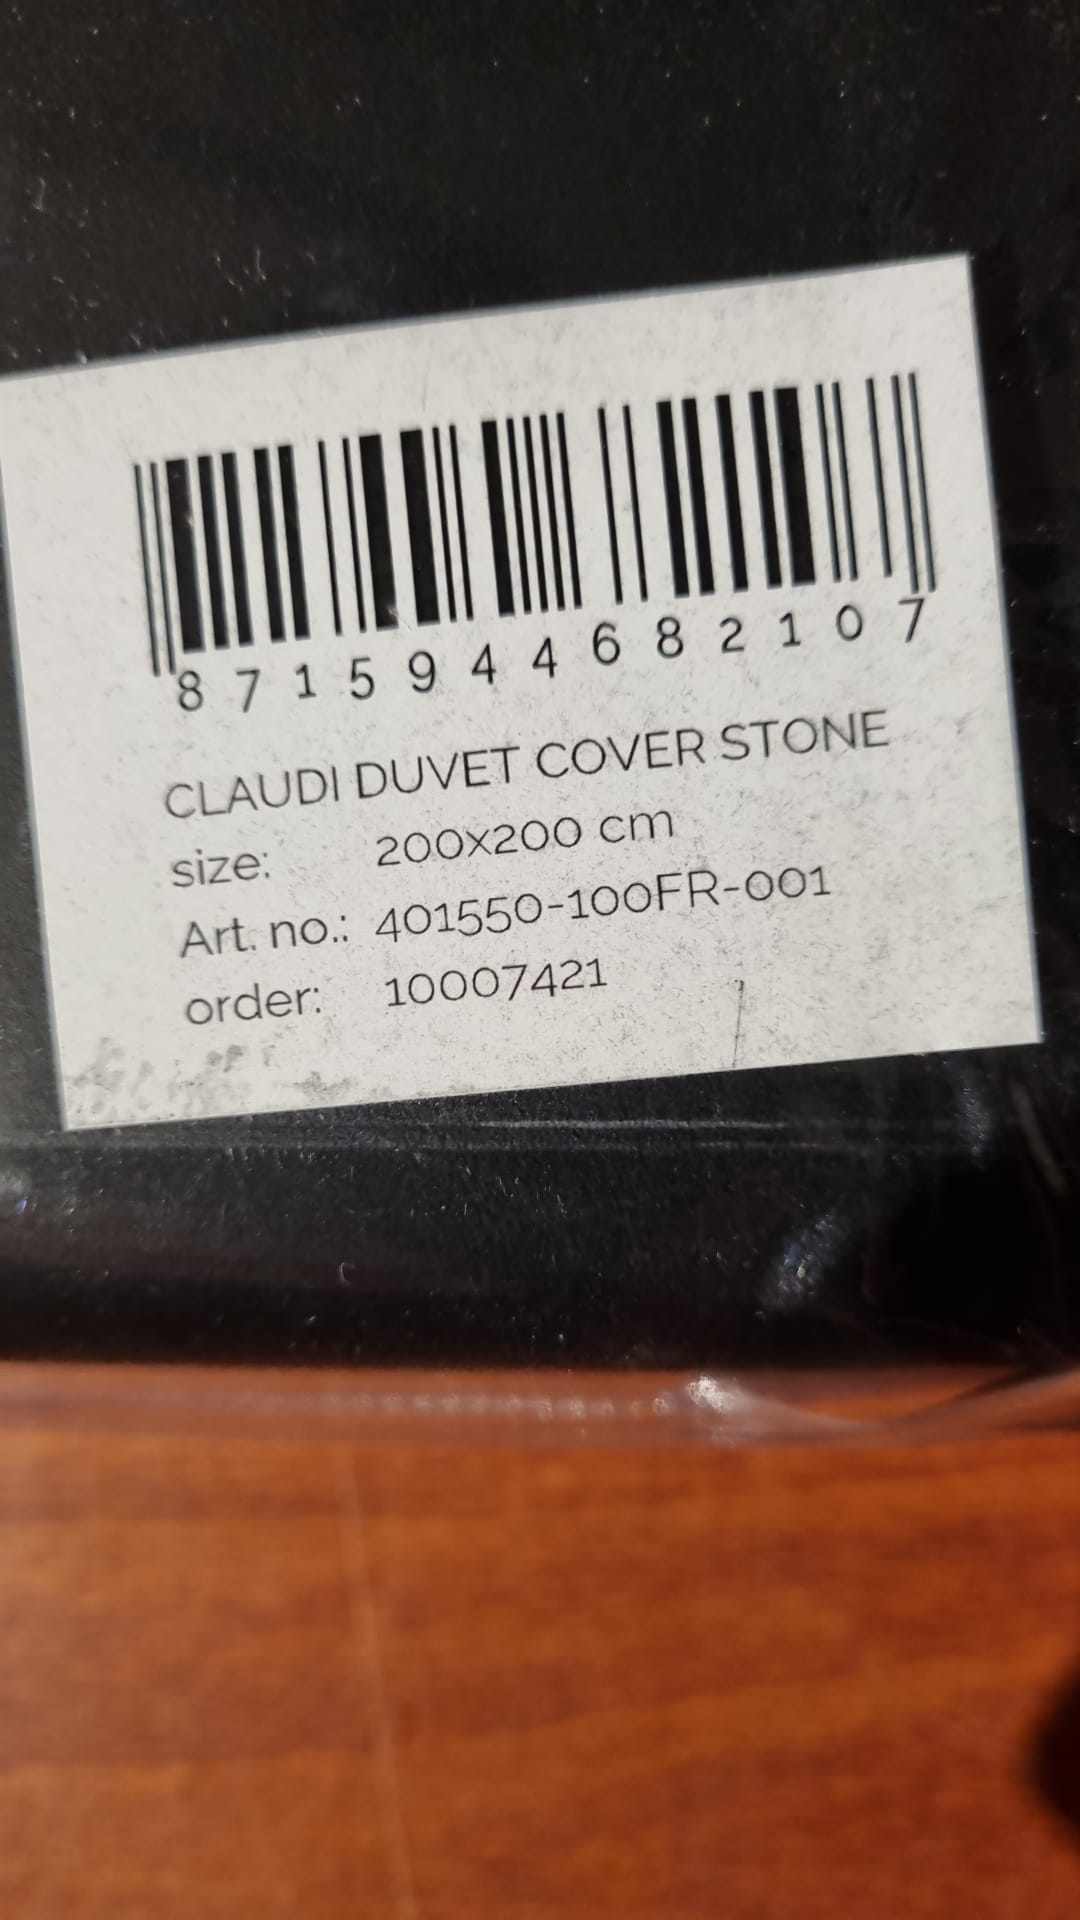 8715944682107
CLAUDI DUVET COVER STONE
size: 200x200 cm
Art. no.: 401550-100FR-001
order: 10007421